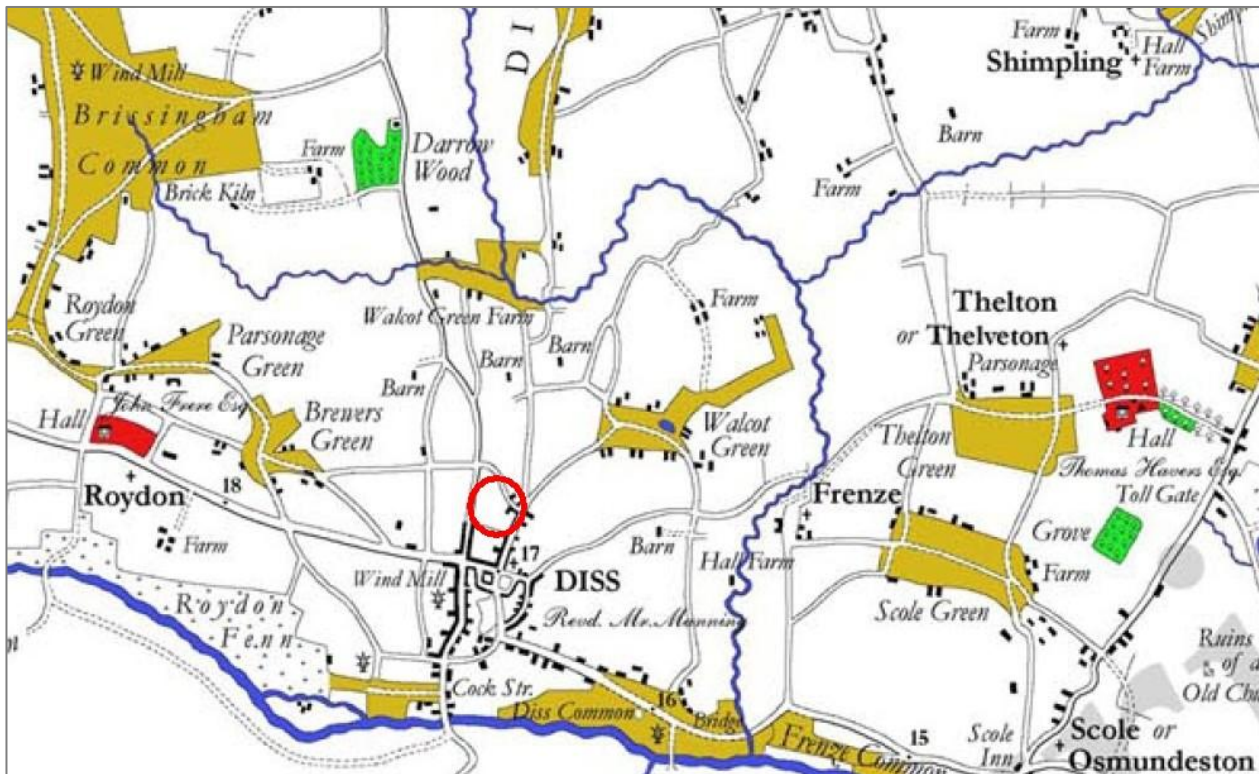 Wind Mill
Brissingham
Common
Farm
Brick Kiln
Darrow
Wood
D I
Farm
Shimpling
Hall
Farm
Barn
Farm
Roydon
Green
Parsonage
Green
Walcot Green Farm
Barn
Barn
Barn
Farm
Thelton
or Thelveton
Parsonage
Hall
John Frere Esq.
Brewers
Green
Walcot
Green
Thelton
Green
Hall
Thomas Havers Esq.
Toll Gate
Roydon
18
Frenze
Grove
Farm
Wind Mill
17
DISS
Revd. Mr. Manning
Barn
Hall Farm
Farm
Scole Green
Roydon
Fenn
Ruins
of a
Old
Cock Str.
Diss Common
16
Bridge
Frenze Common
15
Scole
Inn
Scole or
Osmundeston